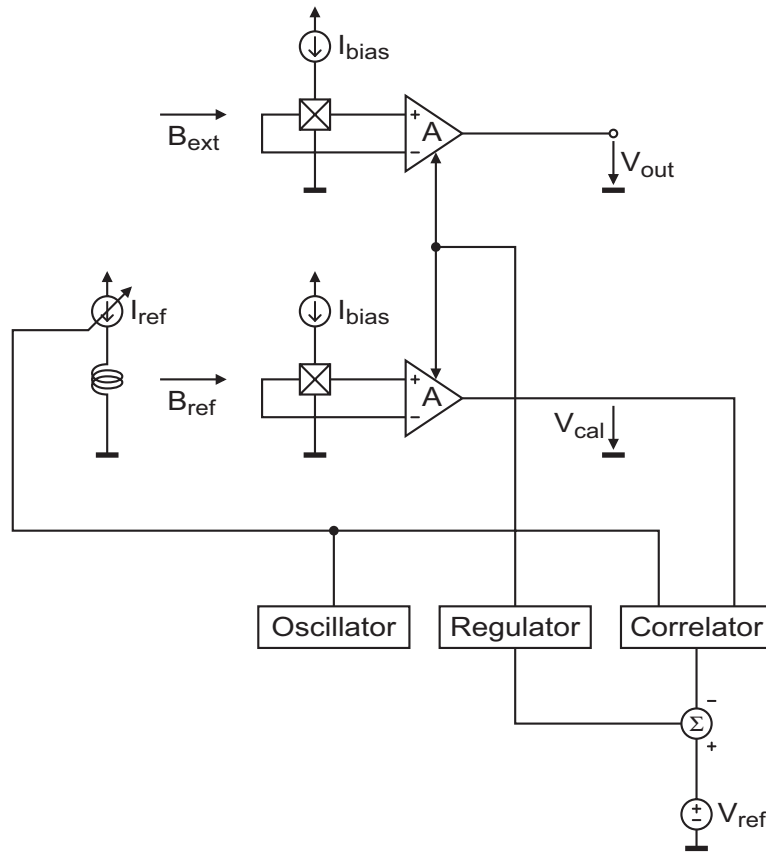 I_bias
+
A
−
B_ext
V_out
I_ref
I_bias
+
A
−
B_ref
V_cal
Oscillator
Regulator
Correlator
−
Σ
+
+
−
V_ref